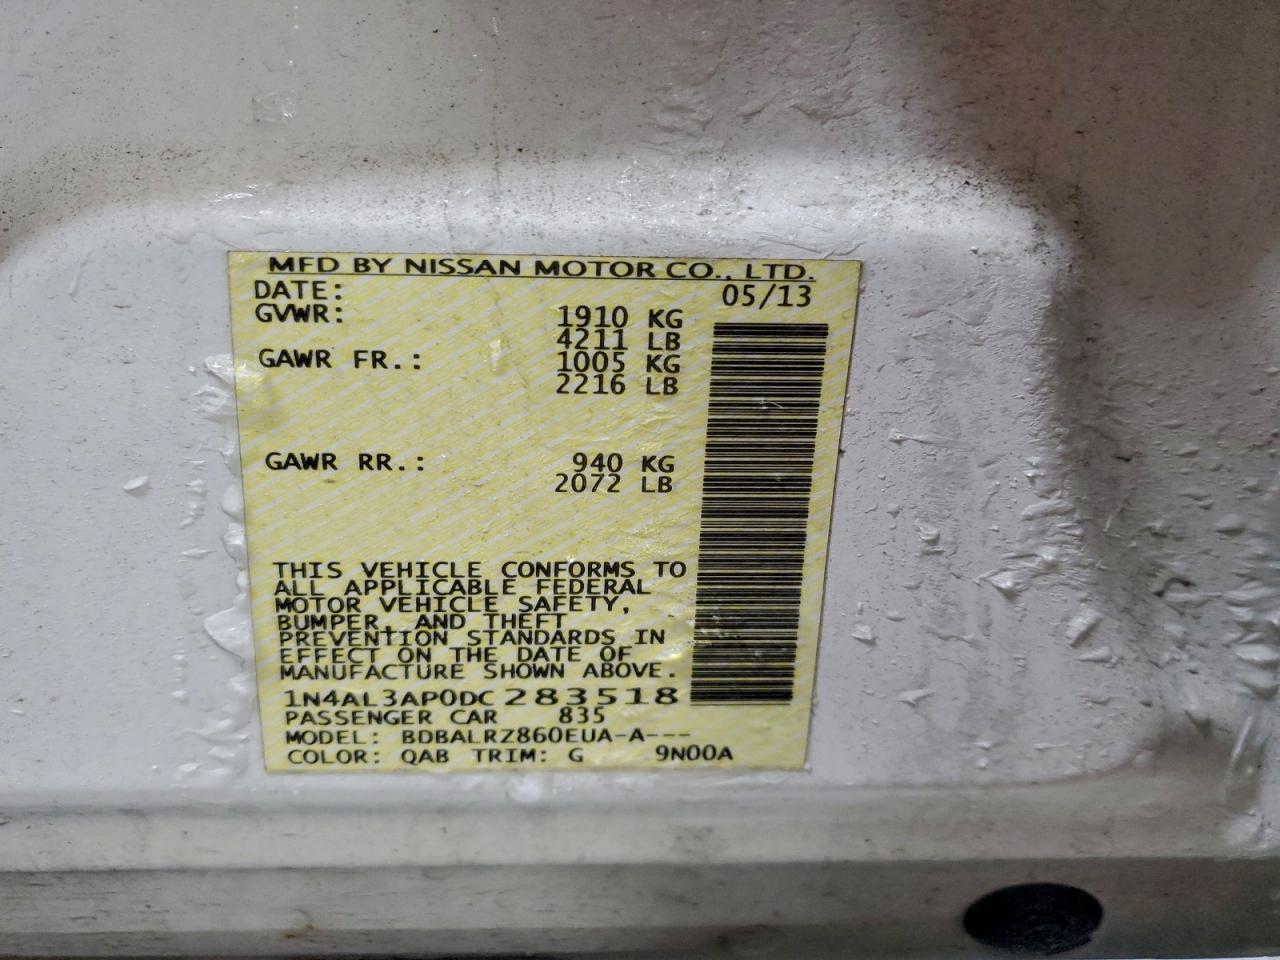 MFD BY NISSAN MOTOR CO., LTD.
DATE: 05/13
GVWR: 1910 KG
4211 LB
GAWR FR.: 1005 KG
2216 LB
GAWR RR.: 940 KG
2072 LB
THIS VEHICLE CONFORMS TO
ALL APPLICABLE FEDERAL
MOTOR VEHICLE SAFETY,
BUMPER, AND THEFT
PREVENTION STANDARDS IN
EFFECT ON THE DATE OF
MANUFACTURE SHOWN ABOVE.
1N4AL3AP0DC283518
PASSENGER CAR 835
MODEL: BDBALRZ860EUA-A---
COLOR: QAB TRIM: G 9N00A